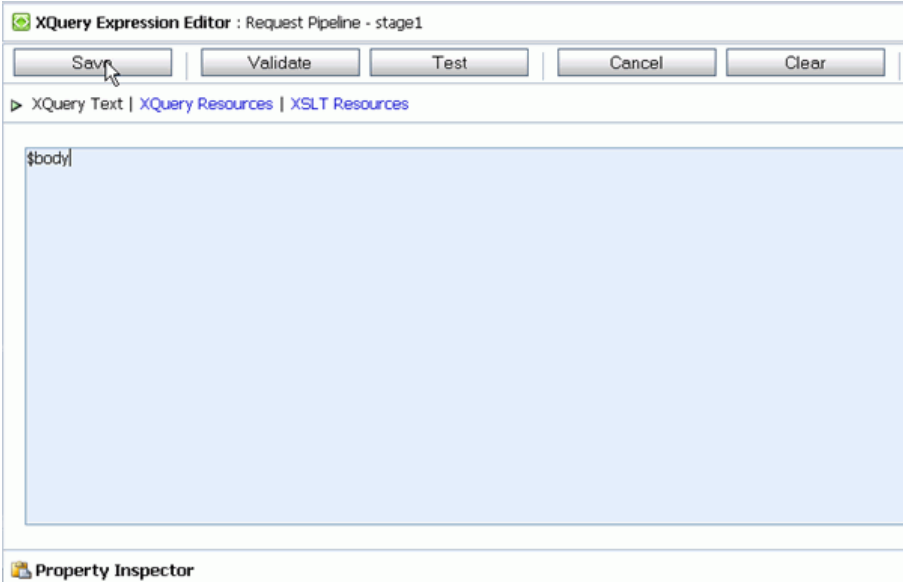 XQuery Expression Editor : Request Pipeline - stage1
Save Validate Test Cancel Clear
XQuery Text | XQuery Resources | XSLT Resources
$body
Property Inspector